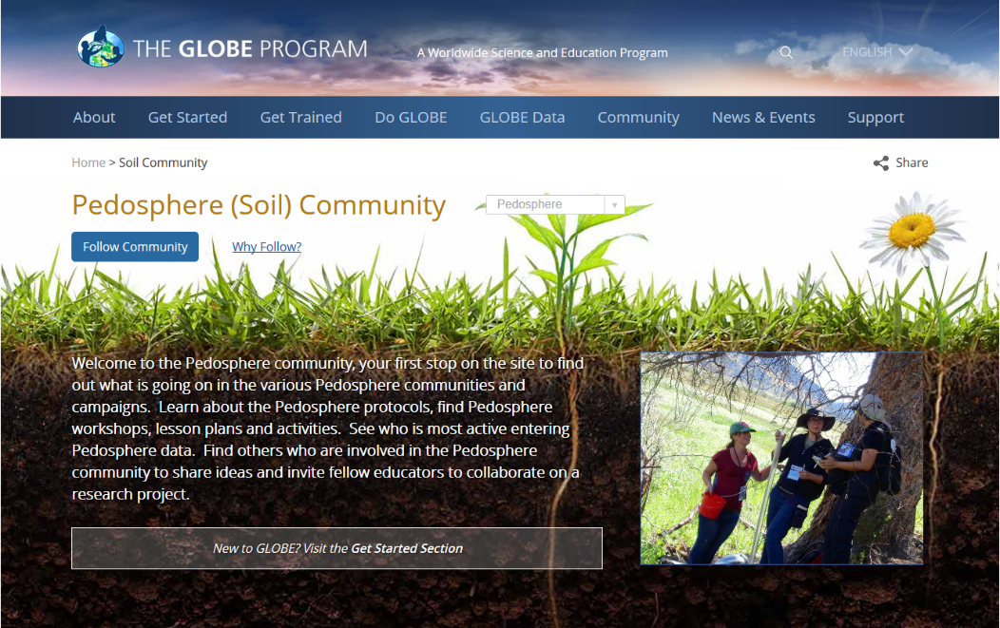 THE GLOBE PROGRAM
A Worldwide Science and Education Program
ENGLISH
About
Get Started
Get Trained
Do GLOBE
GLOBE Data
Community
News & Events
Support
Home > Soil Community
Share
Pedosphere (Soil) Community
Pedosphere
Follow Community
Why Follow?
Welcome to the Pedosphere community, your first stop on the site to find
out what is going on in the various Pedosphere communities and
campaigns. Learn about the Pedosphere protocols, find Pedosphere
workshops, lesson plans and activities. See who is most active entering
Pedosphere data. Find others who are involved in the Pedosphere
community to share ideas and invite fellow educators to collaborate on a
research project.
New to GLOBE? Visit the Get Started Section